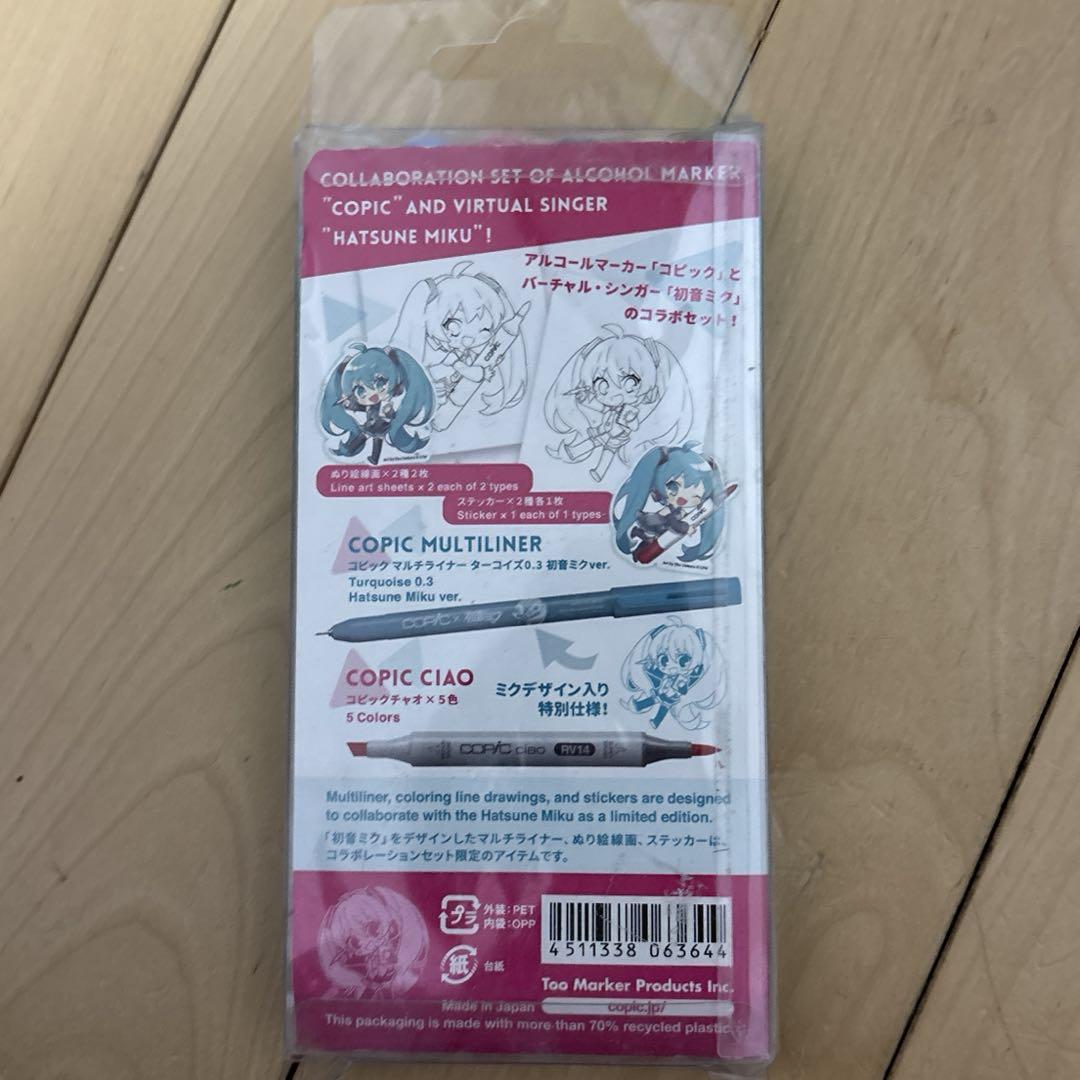 COLLABORATION SET OF ALCOHOL MARKER
"COPIC" AND VIRTUAL SINGER
"HATSUNE MIKU"!
アルコールマーカー「コピック」と
バーチャル・シンガー「初音ミク」
のコラボセット!
ぬり絵線画×2種2枚
Line art sheets × 2 each of 2 types
ステッカー×2種各1枚
Sticker × 1 each of 1 types
COPIC MULTILINER
コピック マルチライナー ターコイズ0.3 初音ミクver.
Turquoise 0.3
Hatsune Miku ver.
COPIC × 初音ミク
COPIC CIAO
コピックチャオ×5色
5 Colors
ミクデザイン入り
特別仕様!
COPIC ciao RV14
Multiliner, coloring line drawings, and stickers are designed
to collaborate with the Hatsune Miku as a limited edition.
「初音ミク」をデザインしたマルチライナー、ぬり絵線画、ステッカーは、
コラボレーションセット限定のアイテムです。
プラ
外装:PET
内袋:OPP
紙
台紙
4 511338 063644
Too Marker Products Inc.
Made in Japan
copic.jp/
This packaging is made with more than 70% recycled plastic.